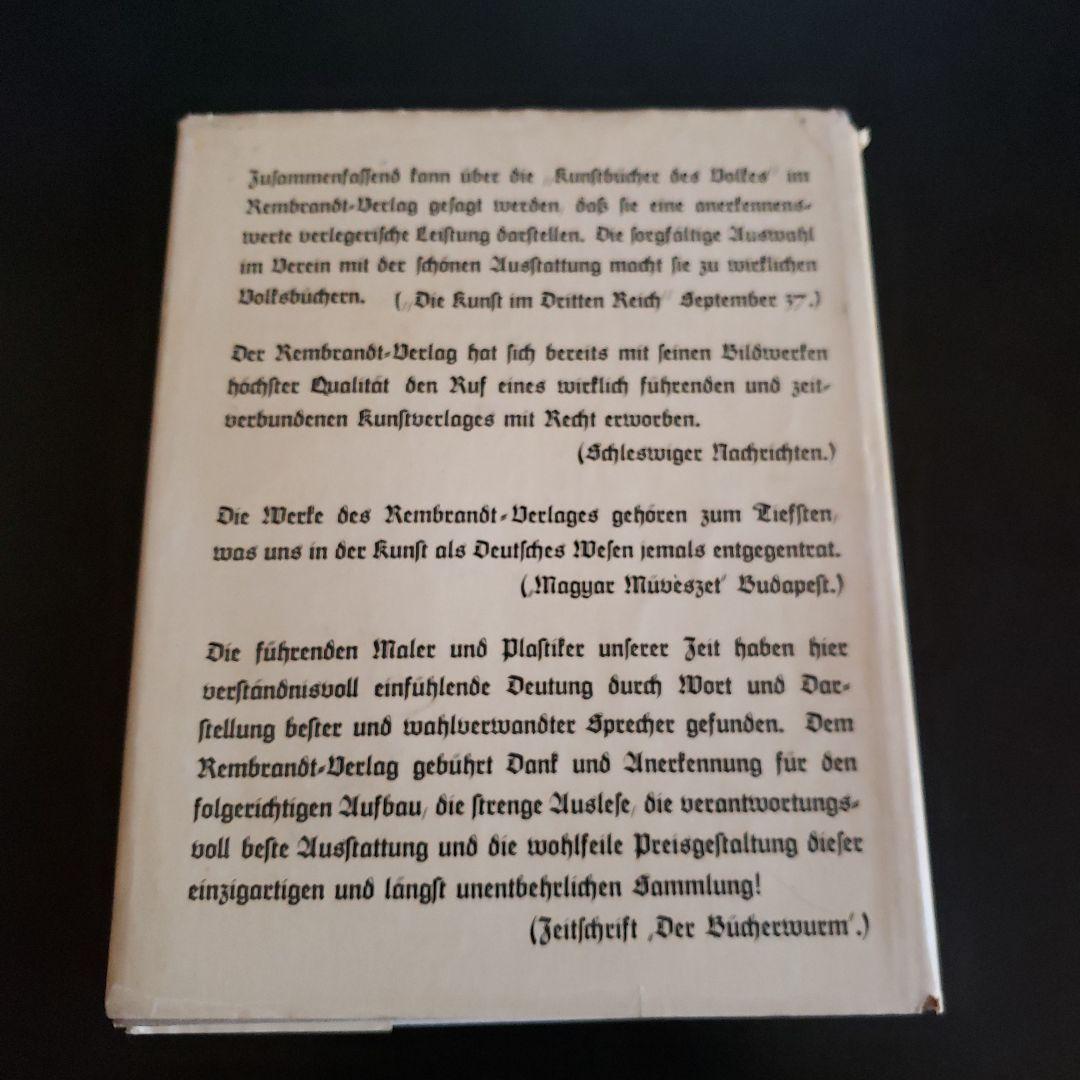 Zusammenfassend kann über die „Kunstbücher des Volkes" im
Rembrandt-Verlag gesagt werden, daß sie eine anerkennens-
werte verlegerische Leistung darstellen. Die sorgfältige Auswahl
im Verein mit der schönen Ausstattung macht sie zu wirklichen
Volksbüchern. („Die Kunst im Dritten Reich" September 37.)
Der Rembrandt-Verlag hat sich bereits mit seinen Bildwerken
höchster Qualität den Ruf eines wirklich führenden und zeit-
verbundenen Kunstverlages mit Recht erworben.
(Schleswiger Nachrichten.)
Die Werke des Rembrandt-Verlages gehören zum Tiefsten,
was uns in der Kunst als Deutsches Wesen jemals entgegentrat.
(„Magyar Müvèszet" Budapest.)
Die führenden Maler und Plastiker unserer Zeit haben hier
verständnisvoll einfühlende Deutung durch Wort und Dar-
stellung bester und wahlverwandter Sprecher gefunden. Dem
Rembrandt-Verlag gebührt Dank und Anerkennung für den
folgerichtigen Aufbau, die strenge Auslese, die verantwortungs-
voll beste Ausstattung und die wohlfeile Preisgestaltung dieser
einzigartigen und längst unentbehrlichen Sammlung!
(Zeitschrift „Der Bücherwurm".)